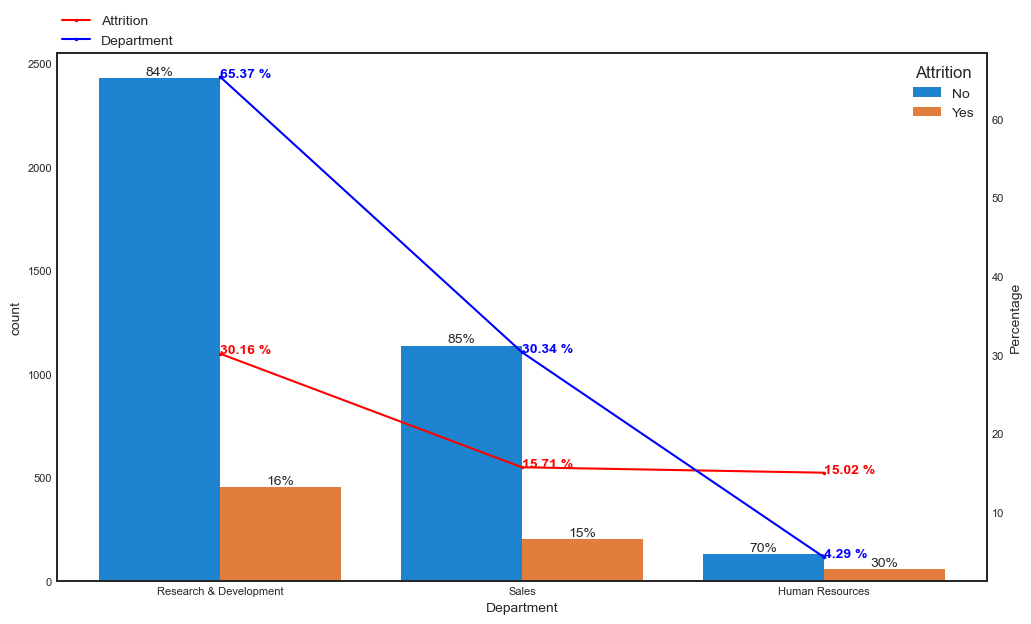 Attrition
Department
2500
2000
1500
1000
500
0
count
84%
65.37 %
30.16 %
16%
85%
30.34 %
15.71 %
15%
70%
15.02 %
4.29 %
30%
Attrition
No
Yes
60
50
40
30
20
10
Percentage
Research & Development
Sales
Human Resources
Department